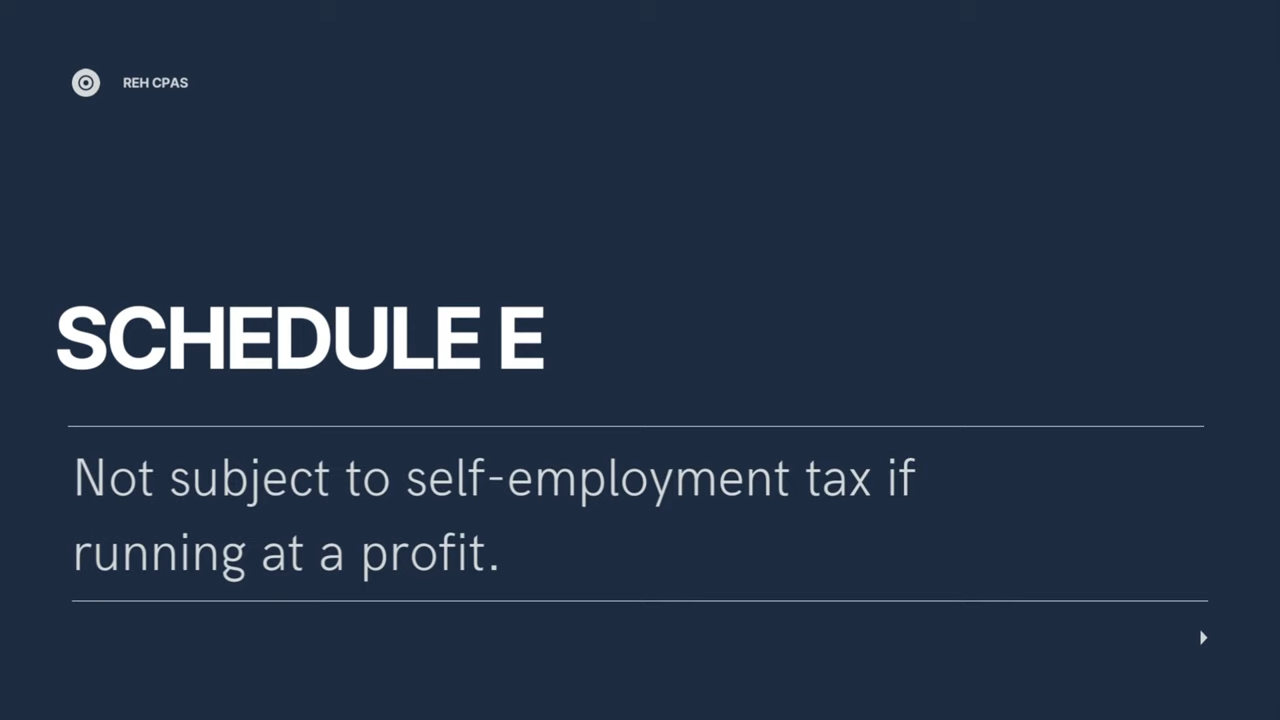 REH CPAS
SCHEDULE E
Not subject to self-employment tax if
running at a profit.